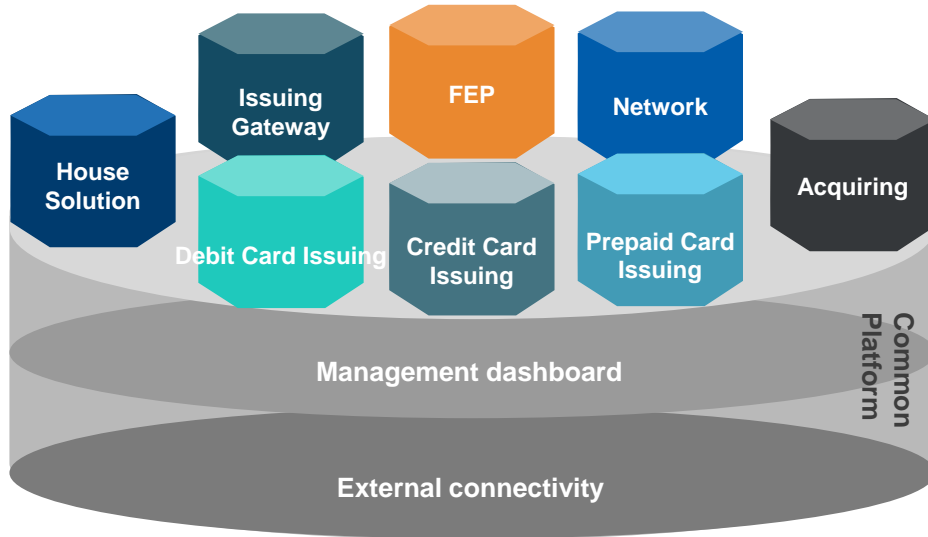 Issuing
Gateway
FEP
Network
House
Solution
Acquiring
Debit Card Issuing
Credit Card
Issuing
Prepaid Card
Issuing
Common
Platform
Management dashboard
External connectivity